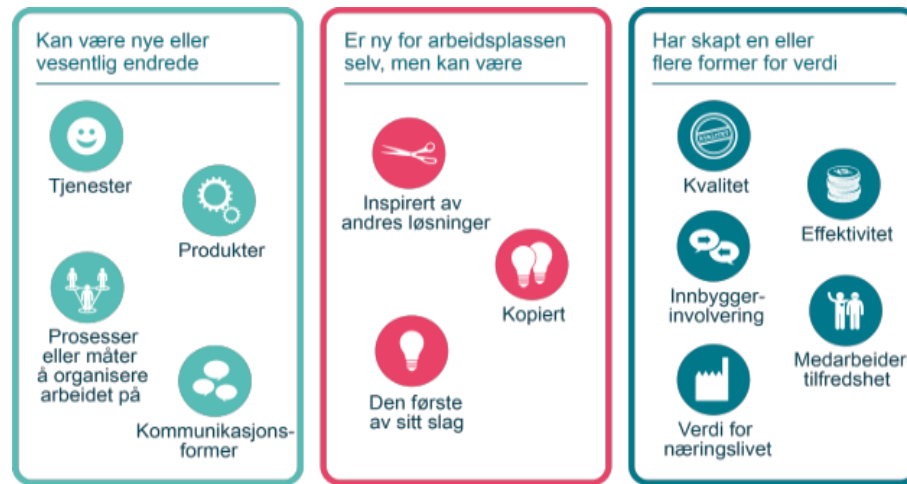 Kan være nye eller
vesentlig endrede
Tjenester
Produkter
Prosesser
eller måter
å organisere
arbeidet på
Kommunikasjons-
former
Er ny for arbeidsplassen
selv, men kan være
Inspirert av
andres løsninger
Kopiert
Den første
av sitt slag
Har skapt en eller
flere former for verdi
KVALITET
Kvalitet
Effektivitet
Innbygger-
involvering
Medarbeider
tilfredshet
Verdi for
næringslivet